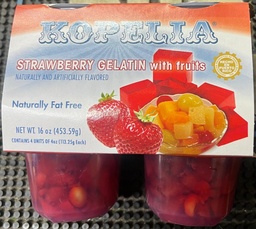 KOPELIA
STRAWBERRY GELATIN with fruits
NATURALLY AND ARTIFICIALLY FLAVORED
Naturally Fat Free
NET WT. 16 oz (453.59g)
CONTAINS 4 UNITS OF 4oz (113.33g Each)